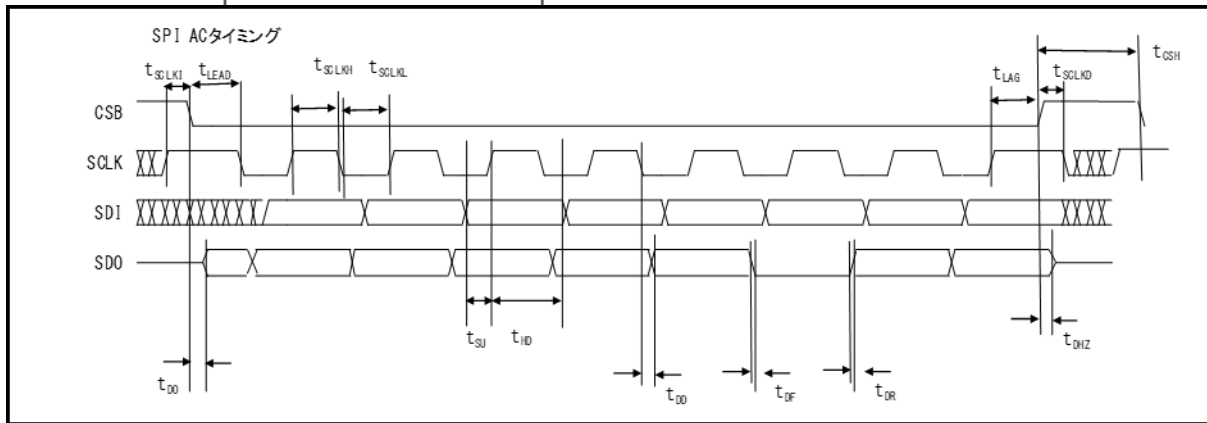 SPI ACタイミング
tCSH
tSCLKI tLEAD tSCLKH tSCLKL tLAG tSCLKD
CSB
SCLK
SDI
SDO
tSU tHD tDHZ
tDO tDD tDF tDR